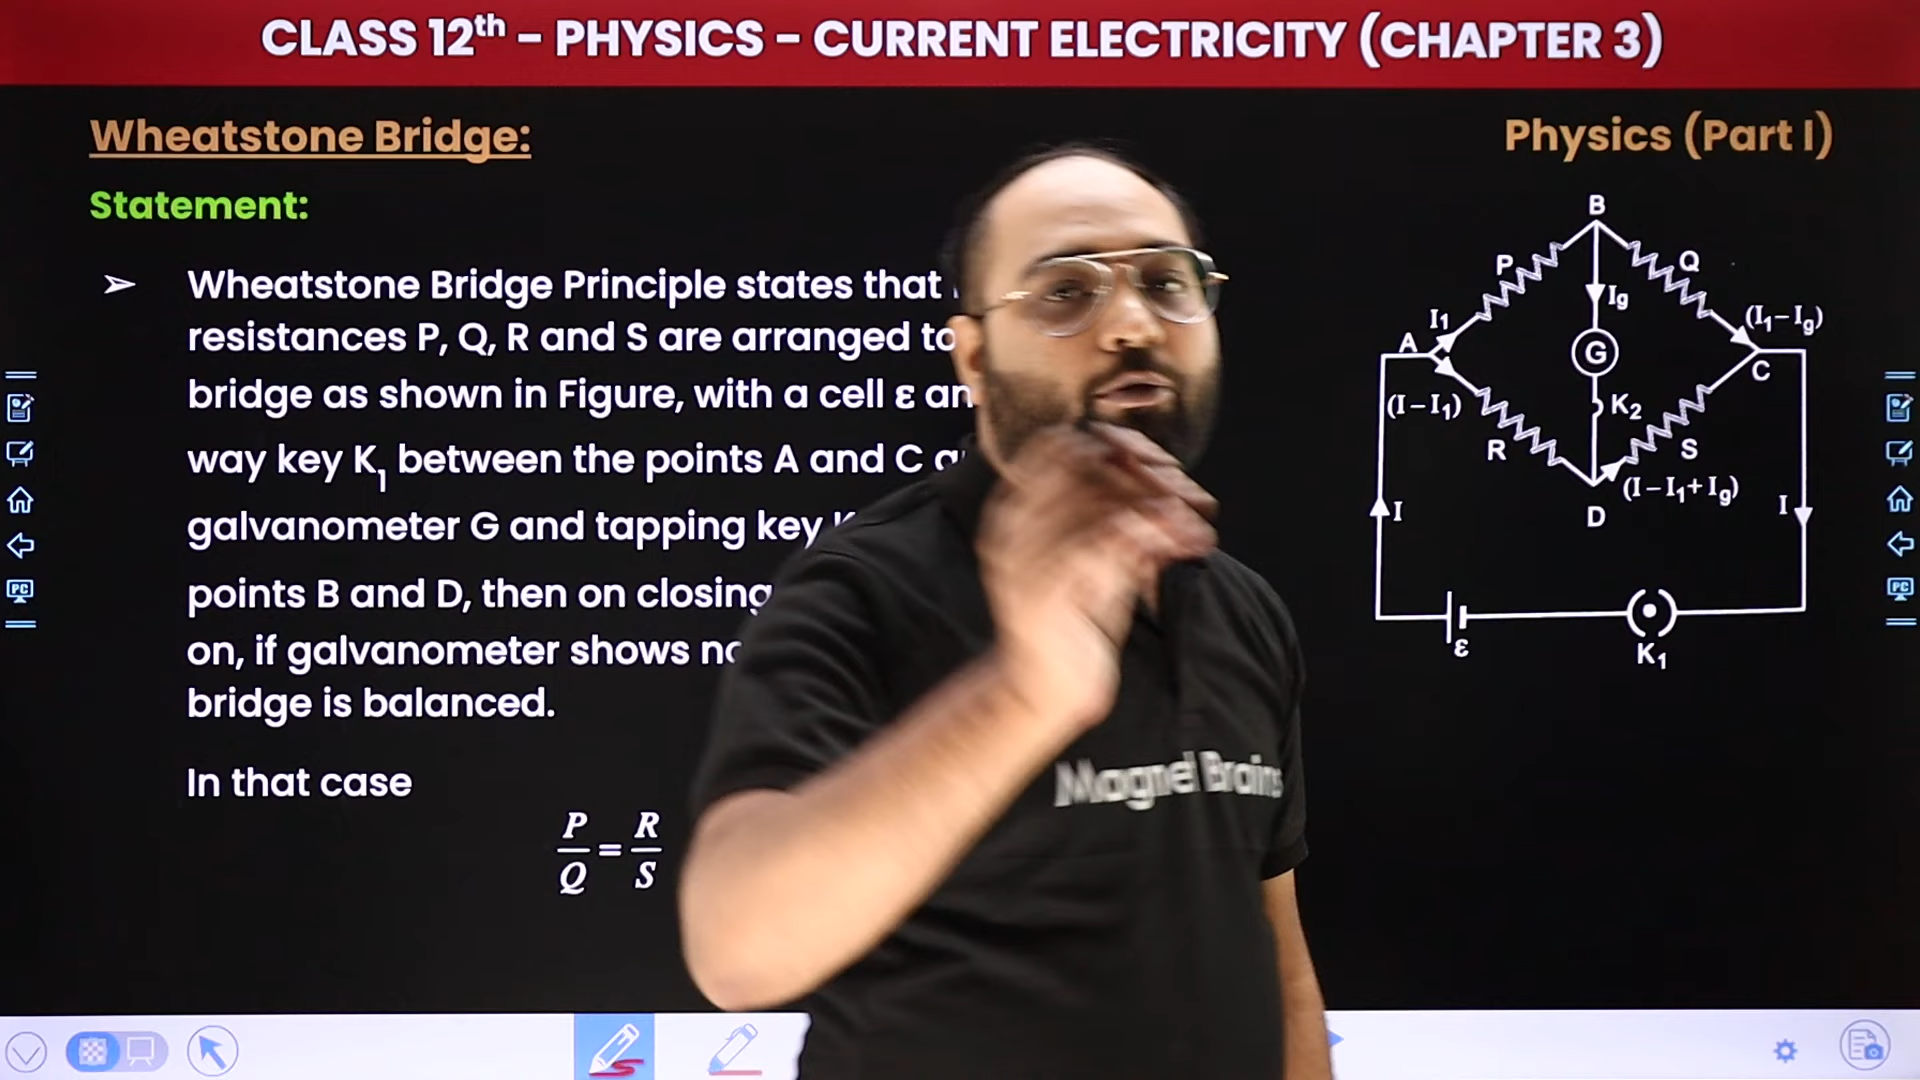 CLASS 12th - PHYSICS - CURRENT ELECTRICITY (CHAPTER 3)
Wheatstone Bridge:
Physics (Part I)
Statement:
➢ Wheatstone Bridge Principle states that
resistances P, Q, R and S are arranged to
bridge as shown in Figure, with a cell ε an
way key K1 between the points A and C
galvanometer G and tapping key
points B and D, then on closing
on, if galvanometer shows
bridge is balanced.
In that case
P/Q = R/S
B
P
Q
Ig
I1
(I1-Ig)
A
G
C
(I-I1)
K2
R
S
(I-I1+Ig)
D
I
I
ε
K1
Magnet Brains
PC
PC